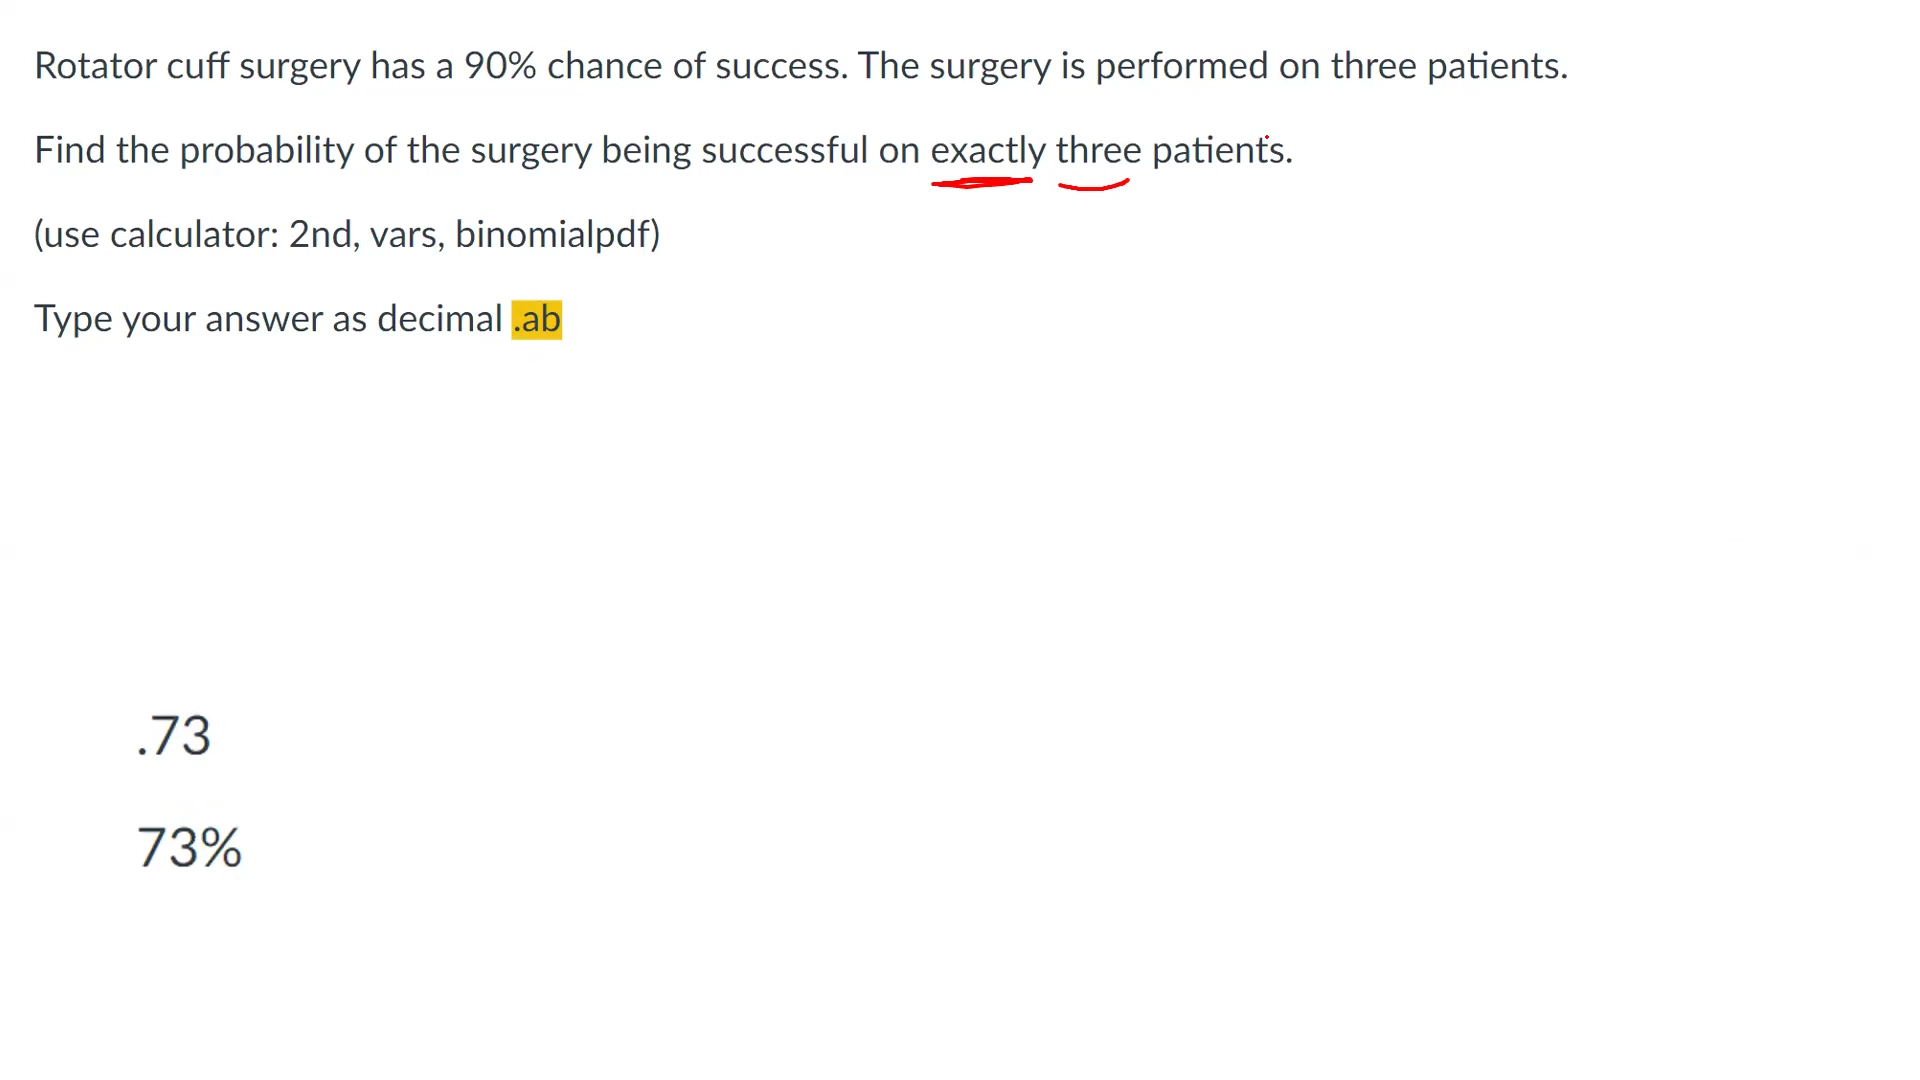 Rotator cuff surgery has a 90% chance of success. The surgery is performed on three patients.
Find the probability of the surgery being successful on exactly three patients.
(use calculator: 2nd, vars, binomialpdf)
Type your answer as decimal .ab
.73
73%